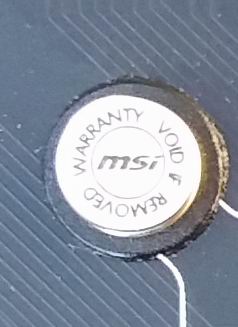 WARRANTY VOID IF REMOVED
msi